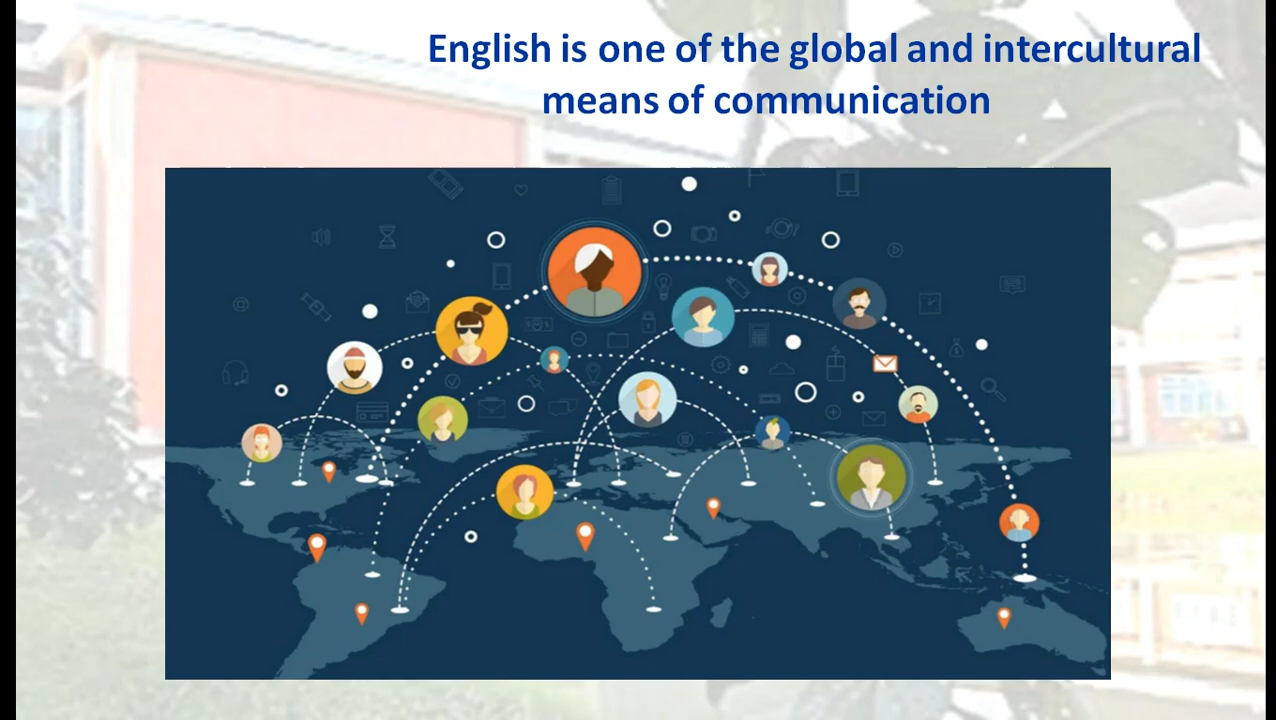 English is one of the global and intercultural
means of communication